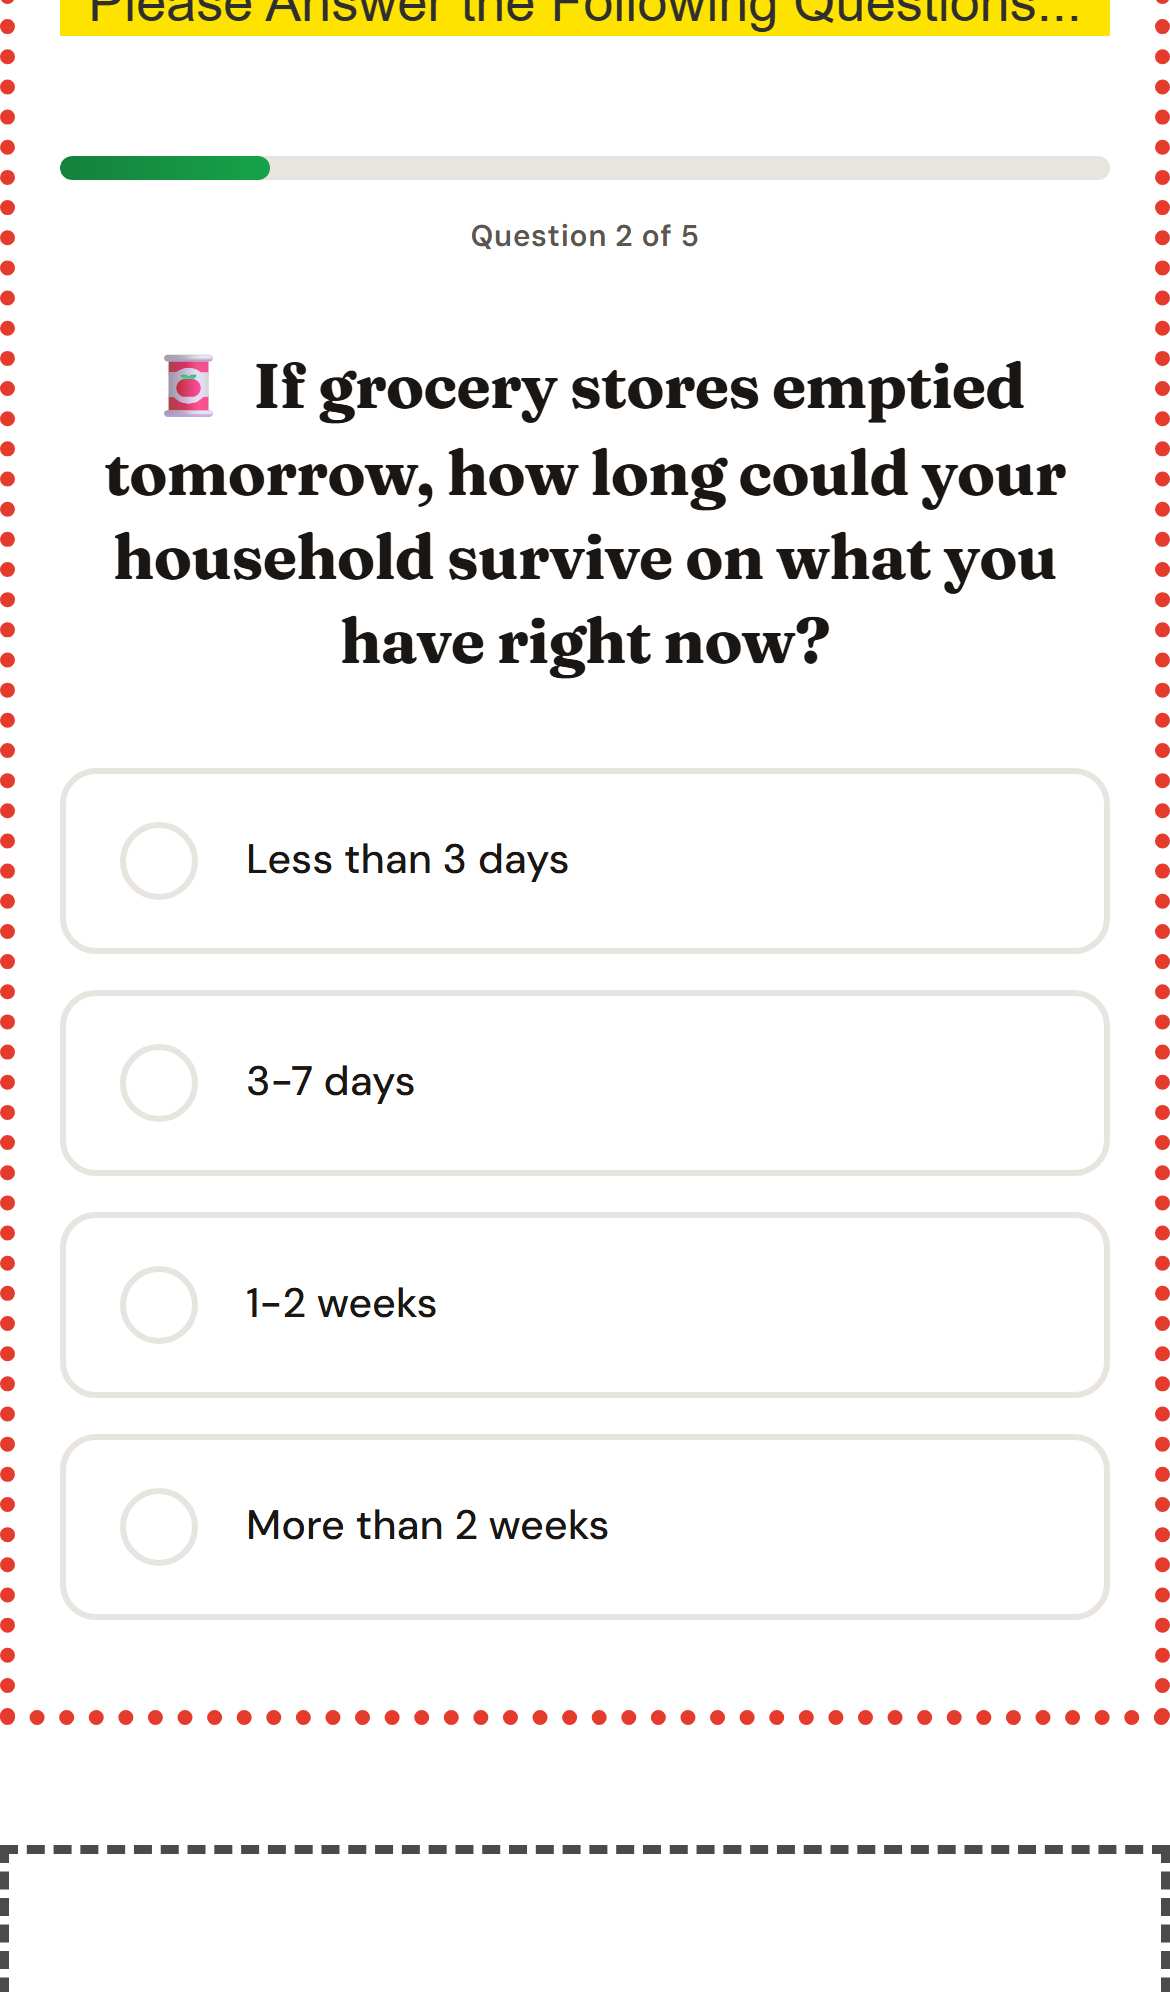 Please Answer the Following Questions...
Question 2 of 5
If grocery stores emptied
tomorrow, how long could your
household survive on what you
have right now?
Less than 3 days
3–7 days
1–2 weeks
More than 2 weeks